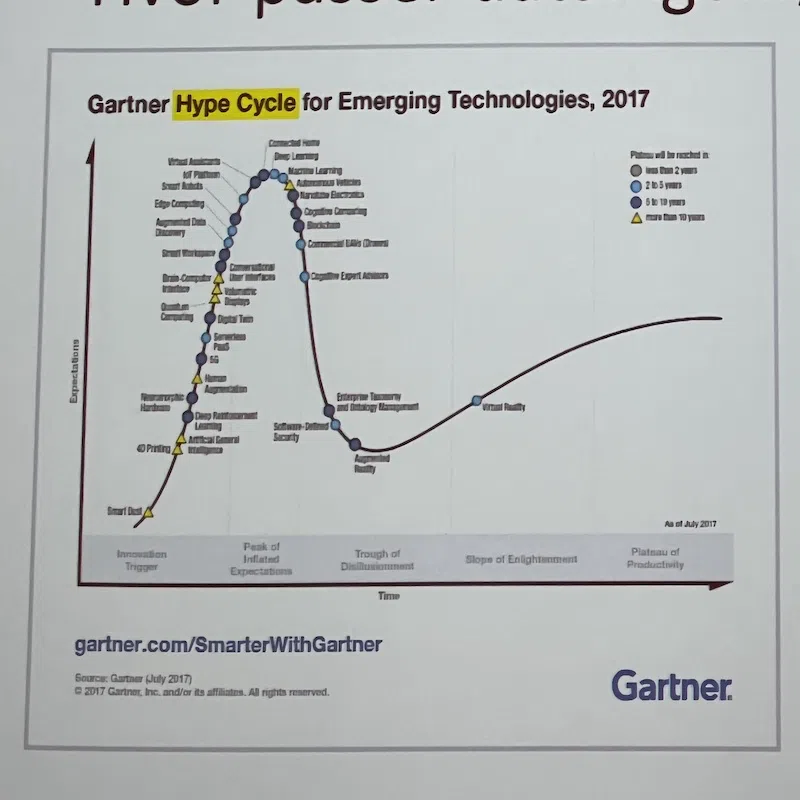 Gartner Hype Cycle for Emerging Technologies, 2017
Connected Home
Deep Learning
Virtual Assistants
Machine Learning
IoT Platform
Autonomous Vehicles
Smart Robots
Nanotube Electronics
Edge Computing
Cognitive Computing
Augmented Data
Discovery
Blockchain
Commercial UAVs (Drones)
Smart Workspace
Conversational
User Interfaces
Brain-Computer
Interface
Cognitive Expert Advisors
Volumetric
Displays
Quantum
Computing
Digital Twin
Serverless
PaaS
5G
Human
Augmentation
Neuromorphic
Hardware
Deep Reinforcement
Learning
Artificial General
Intelligence
4D Printing
Smart Dust
Enterprise Taxonomy
and Ontology Management
Software-Defined
Security
Augmented
Reality
Virtual Reality
Plateau will be reached in:
less than 2 years
2 to 5 years
5 to 10 years
more than 10 years
Expectations
As of July 2017
Innovation
Trigger
Peak of
Inflated
Expectations
Trough of
Disillusionment
Slope of Enlightenment
Plateau of
Productivity
Time
gartner.com/SmarterWithGartner
Source: Gartner (July 2017)
© 2017 Gartner, Inc. and/or its affiliates. All rights reserved.
Gartner.